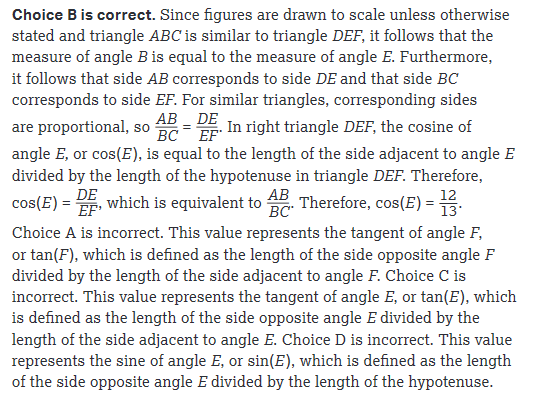 Choice B is correct. Since figures are drawn to scale unless otherwise
stated and triangle ABC is similar to triangle DEF, it follows that the
measure of angle B is equal to the measure of angle E. Furthermore,
it follows that side AB corresponds to side DE and that side BC
corresponds to side EF. For similar triangles, corresponding sides
are proportional, so AB/BC = DE/EF. In right triangle DEF, the cosine of
angle E, or cos(E), is equal to the length of the side adjacent to angle E
divided by the length of the hypotenuse in triangle DEF. Therefore,
cos(E) = DE/EF, which is equivalent to AB/BC. Therefore, cos(E) = 12/13.
Choice A is incorrect. This value represents the tangent of angle F,
or tan(F), which is defined as the length of the side opposite angle F
divided by the length of the side adjacent to angle F. Choice C is
incorrect. This value represents the tangent of angle E, or tan(E), which
is defined as the length of the side opposite angle E divided by the
length of the side adjacent to angle E. Choice D is incorrect. This value
represents the sine of angle E, or sin(E), which is defined as the length
of the side opposite angle E divided by the length of the hypotenuse.